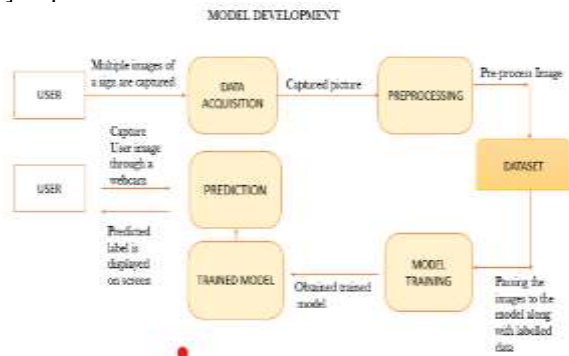 MODEL DEVELOPMENT
Multiple images of
a sign are captured
USER
DATA
ACQUISITION
Captured picture
PREPROCESSING
Pre-process Image
DATASET
Capture
User image
through a
webcam
USER
PREDICTION
Predicted
label is
displayed
on screen
TRAINED MODEL
Obtained trained
model
MODEL
TRAINING
Passing the
images to the
model along
with labelled
data